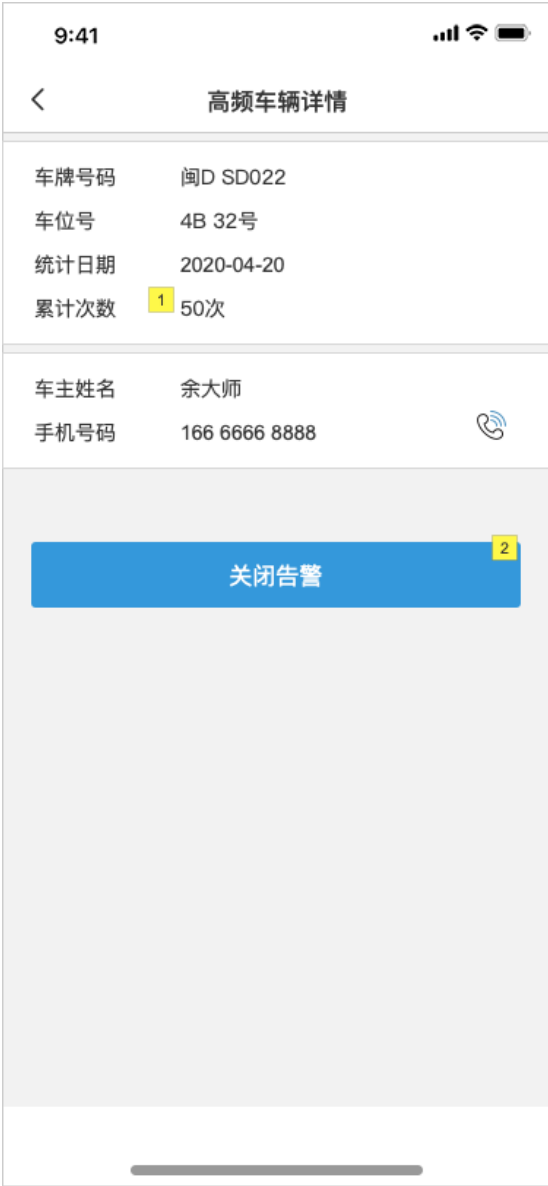 9:41
高频车辆详情
车牌号码 闽D SD022
车位号 4B 32号
统计日期 2020-04-20
累计次数 1 50次
车主姓名 余大师
手机号码 166 6666 8888
2
关闭告警